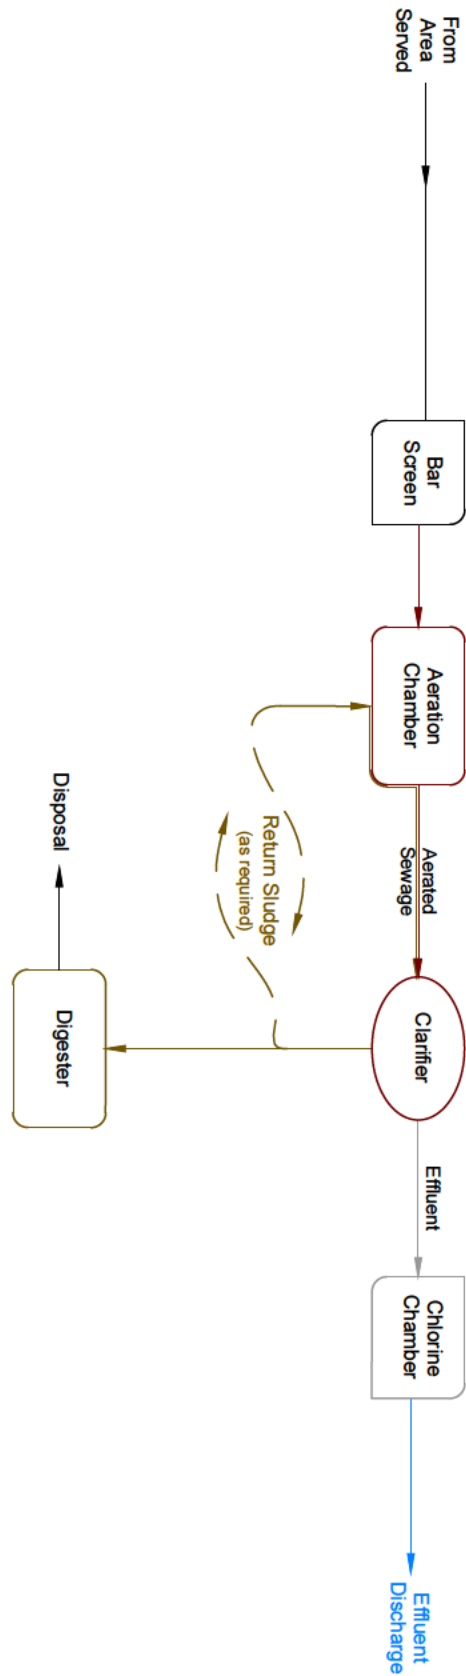 From
Area
Served
Bar
Screen
Aeration
Chamber
Aerated
Sewage
Clarifier
Effluent
Chlorine
Chamber
Effluent
Discharge
Return Sludge
(as required)
Disposal
Digester